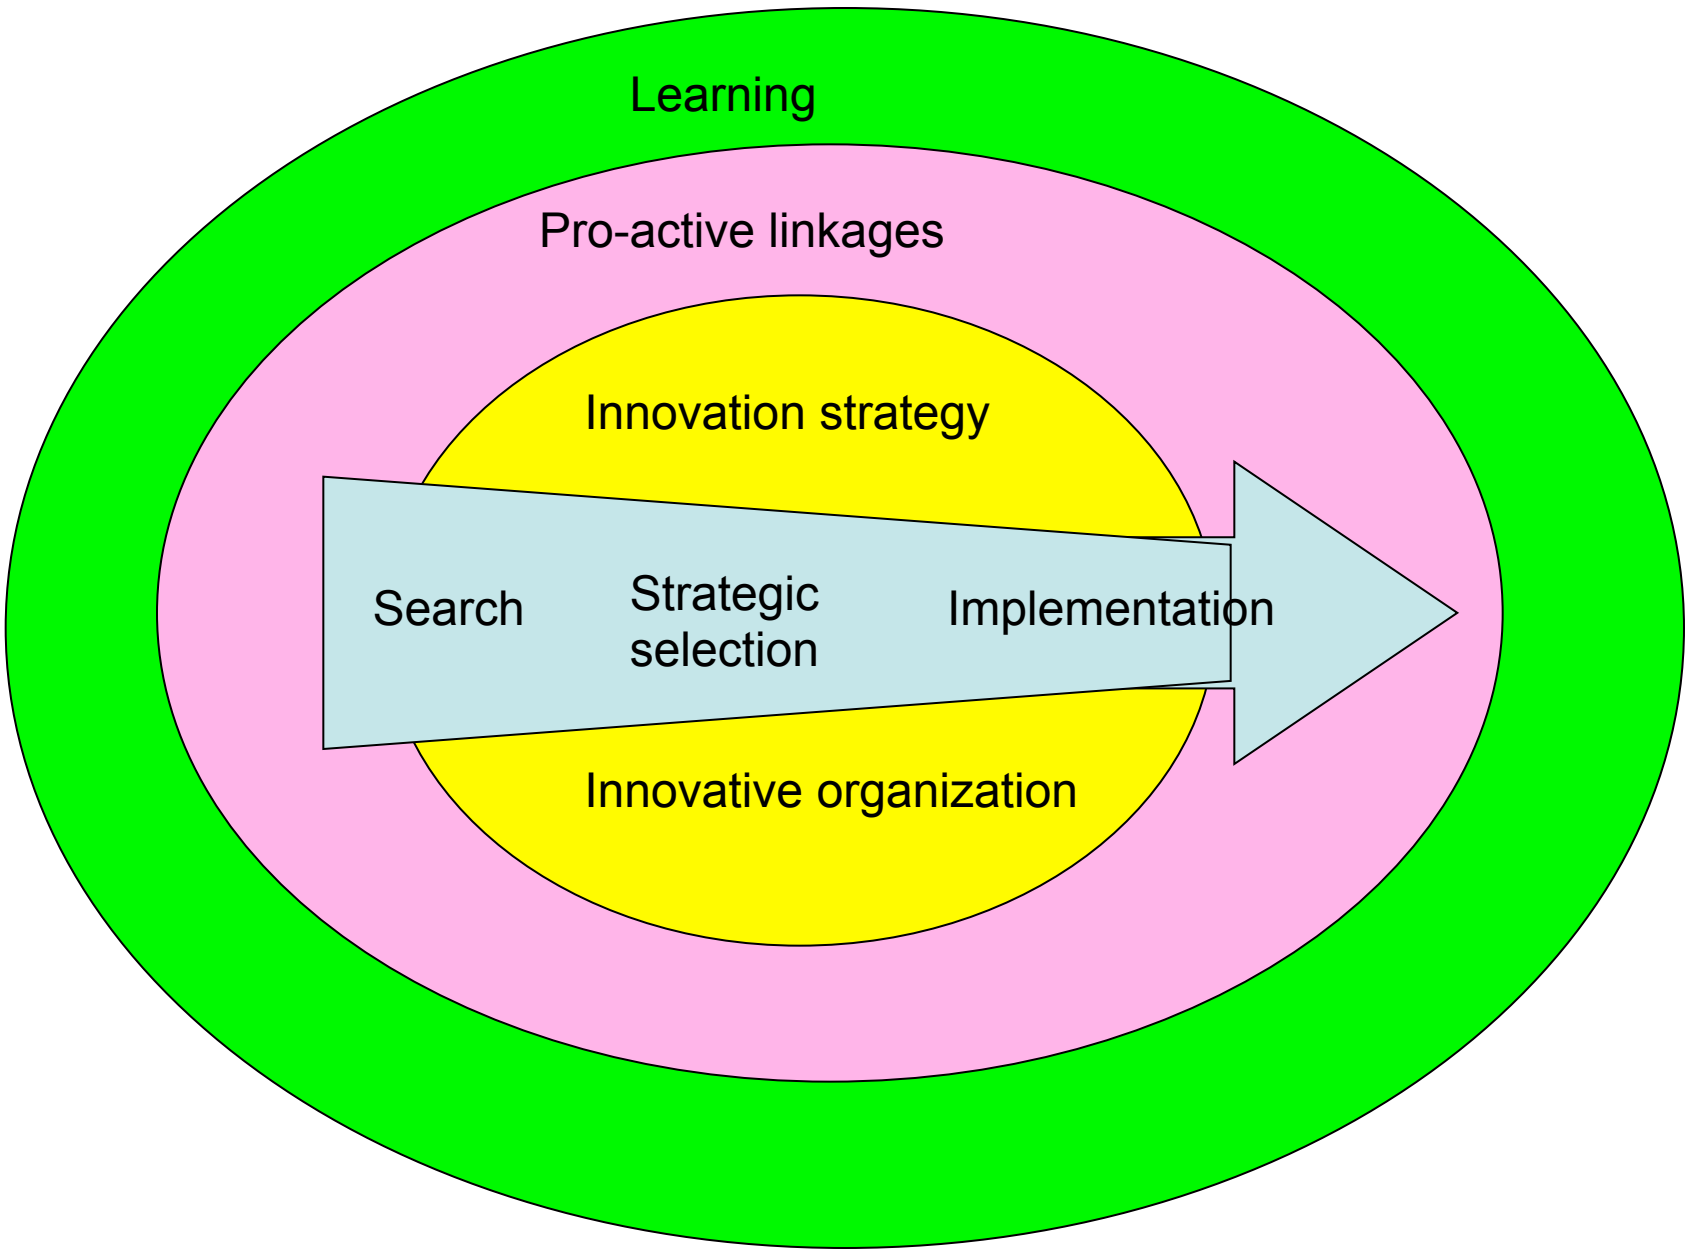 Learning
Pro-active linkages
Innovation strategy
Search
Strategic
selection
Implementation
Innovative organization